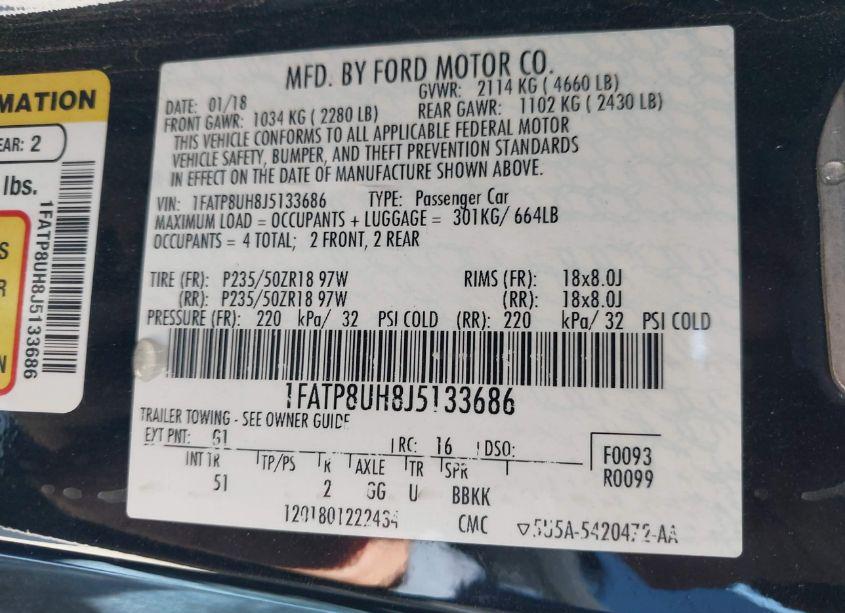 MFD. BY FORD MOTOR CO.
DATE: 01/18 GVWR: 2114 KG ( 4660 LB)
FRONT GAWR: 1034 KG ( 2280 LB) REAR GAWR: 1102 KG ( 2430 LB)
THIS VEHICLE CONFORMS TO ALL APPLICABLE FEDERAL MOTOR
VEHICLE SAFETY, BUMPER, AND THEFT PREVENTION STANDARDS
IN EFFECT ON THE DATE OF MANUFACTURE SHOWN ABOVE.
VIN: 1FATP8UH8J5133686 TYPE: Passenger Car
MAXIMUM LOAD = OCCUPANTS + LUGGAGE = 301KG/ 664LB
OCCUPANTS = 4 TOTAL; 2 FRONT, 2 REAR
TIRE (FR): P235/50ZR18 97W RIMS (FR): 18x8.0J
(RR): P235/50ZR18 97W (RR): 18x8.0J
PRESSURE (FR): 220 kPa/ 32 PSI COLD (RR): 220 kPa/ 32 PSI COLD
1FATP8UH8J5133686
TRAILER TOWING - SEE OWNER GUIDE
EXT PNT: G1 RC: 16 DSO: F0093
INT TR TP/PS R AXLE TR SPR R0099
51 2 GG U BBKK
1201801222434 CMC 5U5A-5420472-AA
MATION
EAR: 2
lbs.
1FATP8UH8J5133686
S
R
N